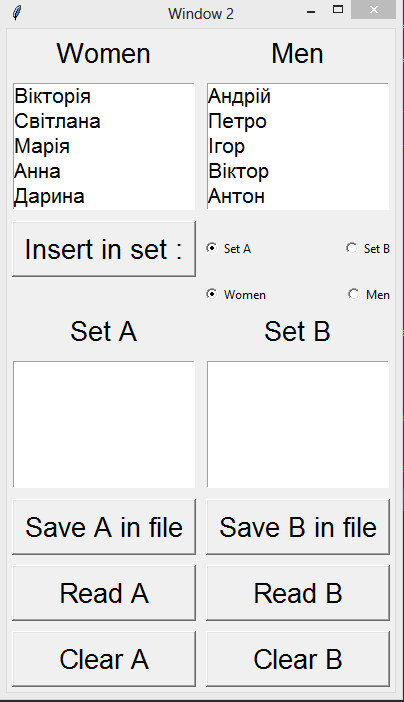 Window 2
Women Men
Вікторія
Світлана
Марія
Анна
Дарина
Андрій
Петро
Ігор
Віктор
Антон
Insert in set : Set A Set B
Women Men
Set A Set B
Save A in file Save B in file
Read A Read B
Clear A Clear B